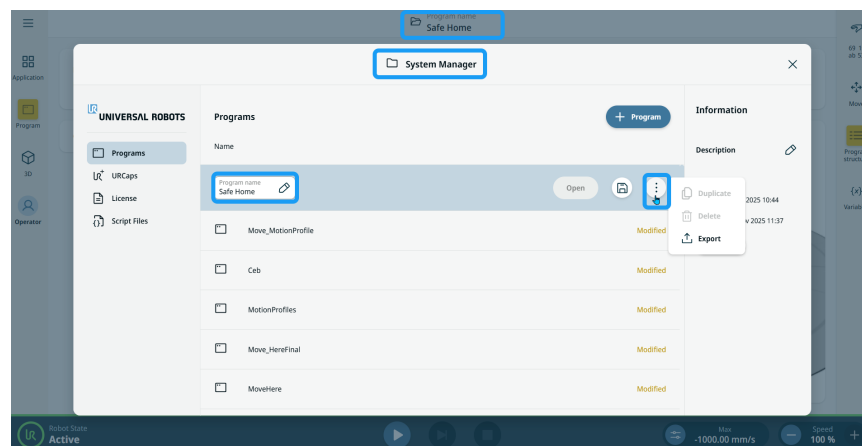 Program name
Safe Home
System Manager
Application
Program
3D
Operator
UNIVERSAL ROBOTS
Programs
URCaps
License
Script Files
Programs
+ Program
Name
Program name
Safe Home
Open
Move_MotionProfile
Modified
Ceb
Modified
MotionProfiles
Modified
Move_HereFinal
Modified
MoveHere
Modified
Information
Description
Duplicate
Delete
Export
2025 10:44
2025 11:37
Move
{x}
Robot State
Active
Max
-1000.00 mm/s
Speed
100 %